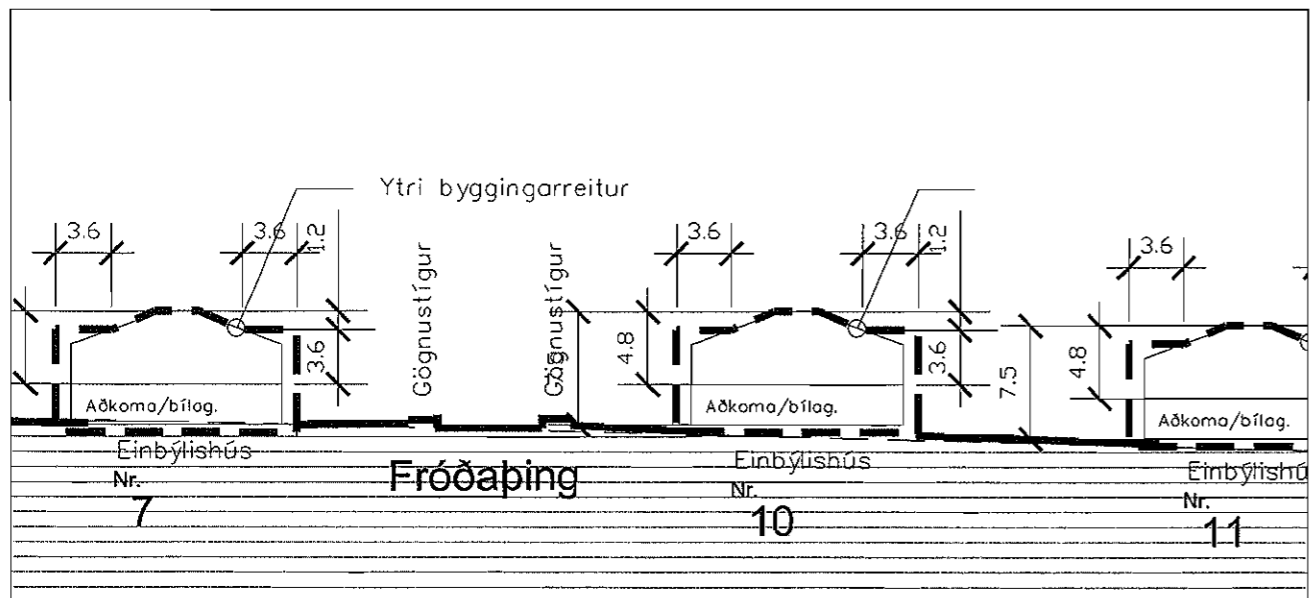 Ytri byggingarreitur
3.6
3.6
1.2
3.6
3.6
1.2
3.6
Gögnustígur
Gögnustígur
3.6
4.8
3.6
7.5
4.8
Aðkoma/bílag.
Aðkoma/bílag.
Aðkoma/bílag.
Einbýlishús
Nr.
7
Fróðaþing
Einbýlishús
Nr.
10
Einbýlishú
Nr.
11